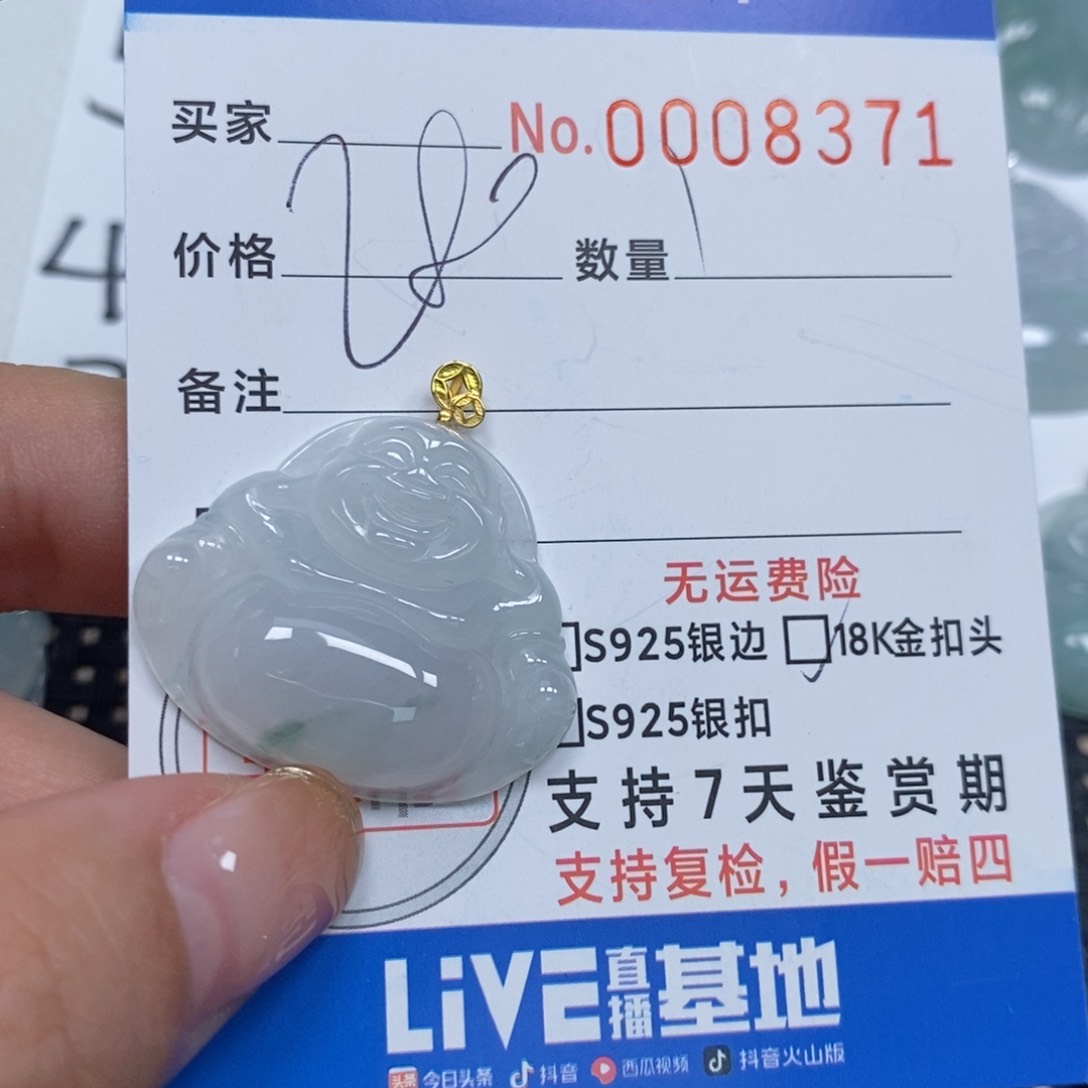 买家 No.0008371
价格 数量
备注
无运费险
S925银边 18K金扣头
S925银扣
支持7天鉴赏期
支持复检，假一赔四
LiVE直播基地
头条 今日头条 抖音 西瓜视频 抖音火山版
4